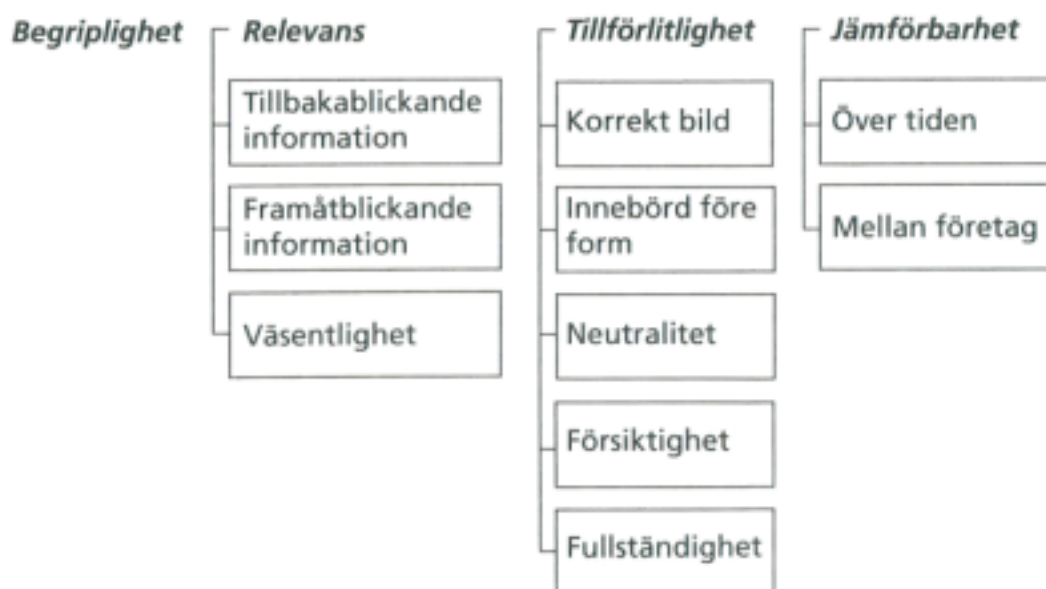 Begriplighet
Relevans
Tillbakablickande
information
Framåtblickande
information
Väsentlighet
Tillförlitlighet
Korrekt bild
Innebörd före
form
Neutralitet
Försiktighet
Fullständighet
Jämförbarhet
Över tiden
Mellan företag